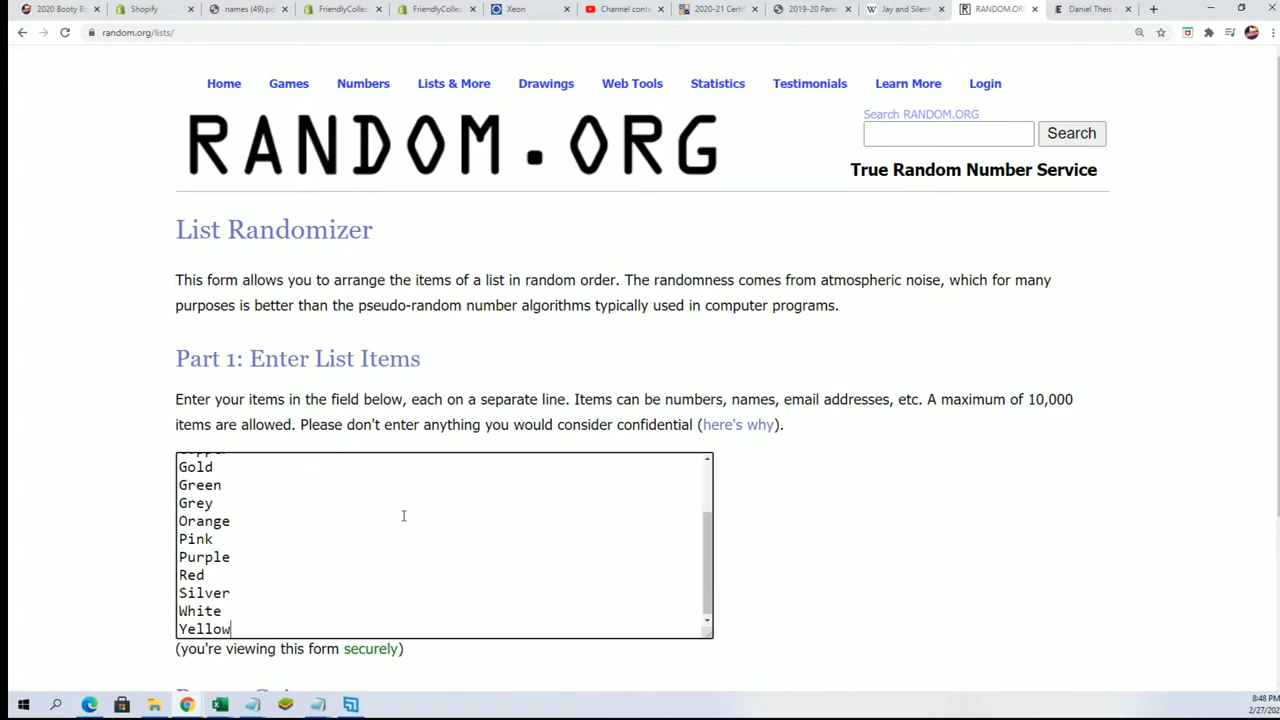 2020 Booty Bo
Shopify
names (49).pd
FriendlyCollec
FriendlyCollec
Xeon
Channel cont
2020-21 Certif
2019-20 Panin
Jay and Silent
RANDOM.OR
Daniel Theis
random.org/lists/
Home Games Numbers Lists & More Drawings Web Tools Statistics Testimonials Learn More Login
RANDOM.ORG
Search RANDOM.ORG
Search
True Random Number Service
List Randomizer
This form allows you to arrange the items of a list in random order. The randomness comes from atmospheric noise, which for many
purposes is better than the pseudo-random number algorithms typically used in computer programs.
Part 1: Enter List Items
Enter your items in the field below, each on a separate line. Items can be numbers, names, email addresses, etc. A maximum of 10,000
items are allowed. Please don't enter anything you would consider confidential (here's why).
Gold
Green
Grey
Orange
Pink
Purple
Red
Silver
White
Yellow
(you're viewing this form securely)
8:48 PM
2/27/202